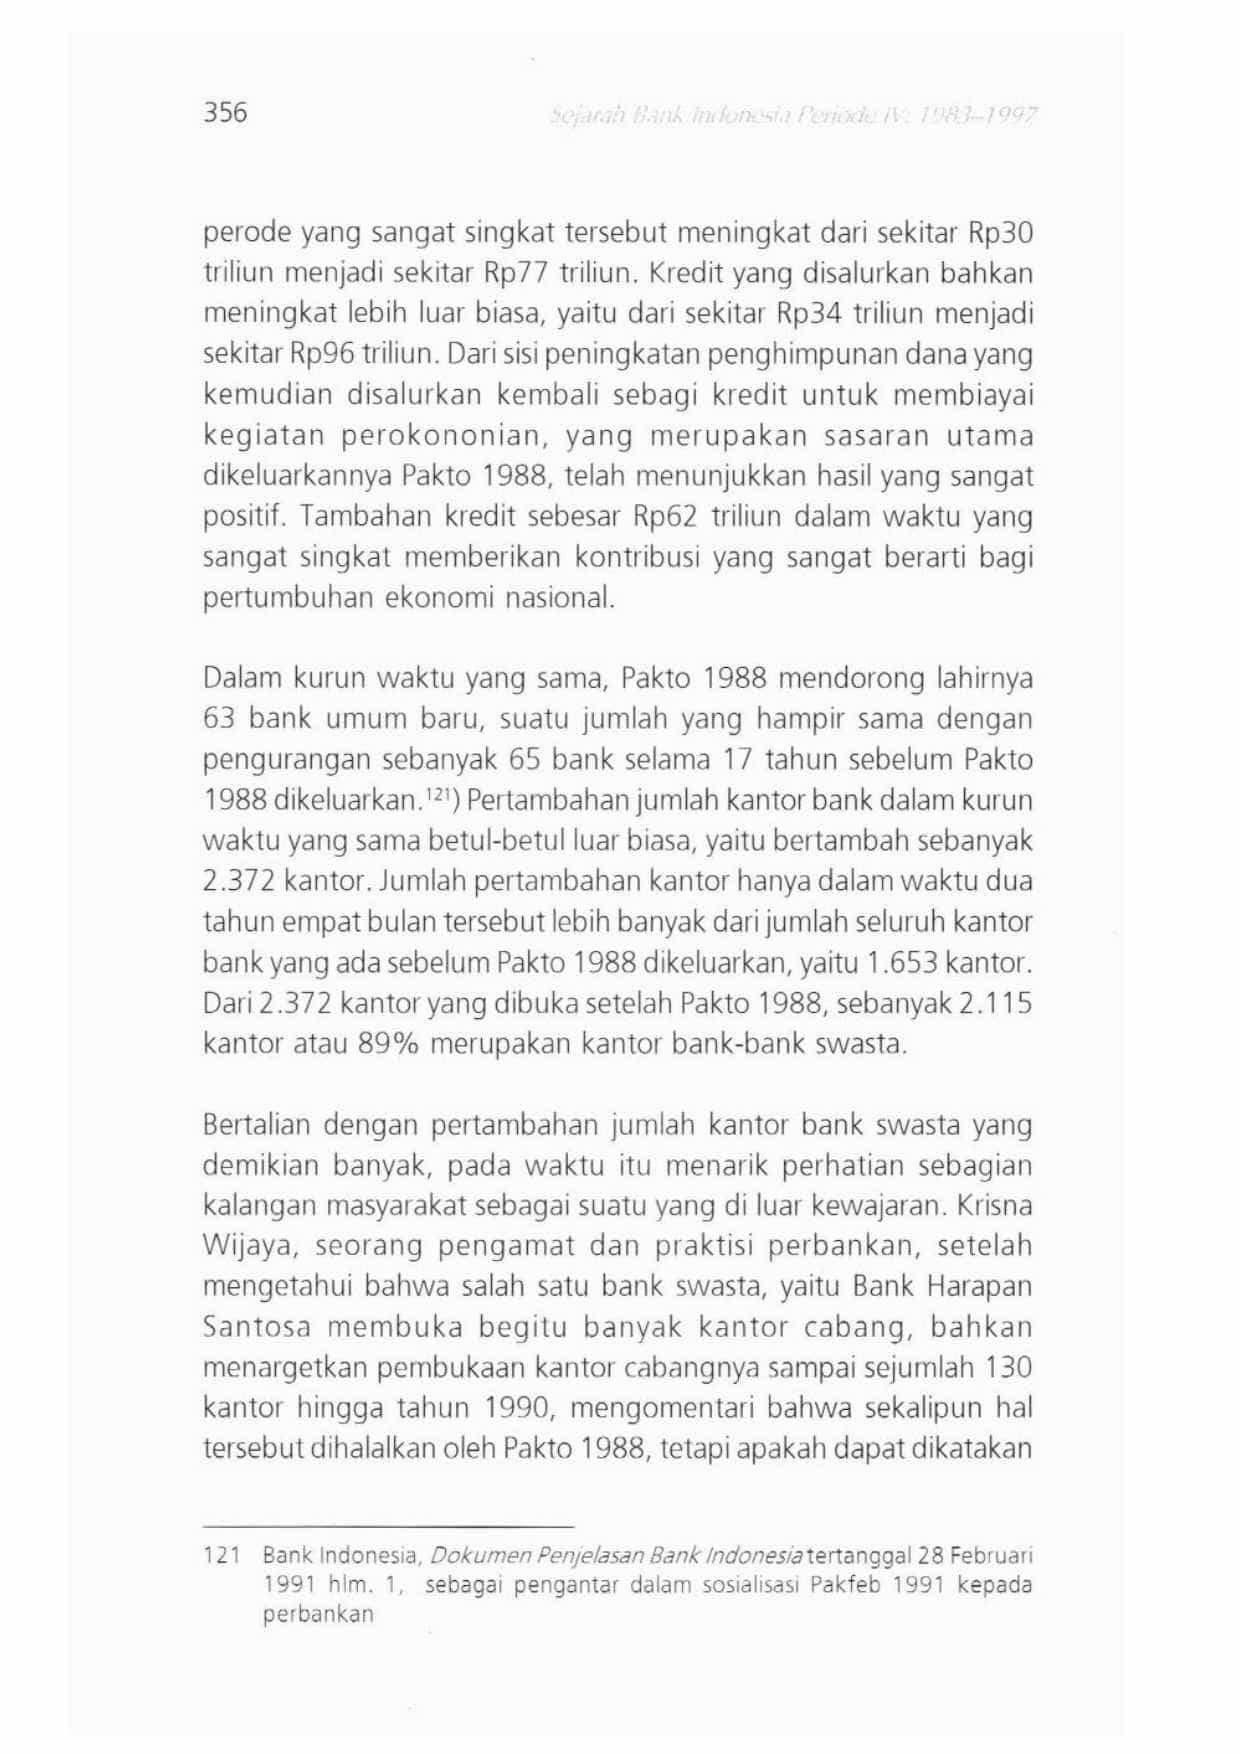 356 Sejarah Bank Indonesia Periode IV: 1983–1997
perode yang sangat singkat tersebut meningkat dari sekitar Rp30
triliun menjadi sekitar Rp77 triliun. Kredit yang disalurkan bahkan
meningkat lebih luar biasa, yaitu dari sekitar Rp34 triliun menjadi
sekitar Rp96 triliun. Dari sisi peningkatan penghimpunan dana yang
kemudian disalurkan kembali sebagi kredit untuk membiayai
kegiatan perokononian, yang merupakan sasaran utama
dikeluarkannya Pakto 1988, telah menunjukkan hasil yang sangat
positif. Tambahan kredit sebesar Rp62 triliun dalam waktu yang
sangat singkat memberikan kontribusi yang sangat berarti bagi
pertumbuhan ekonomi nasional.
Dalam kurun waktu yang sama, Pakto 1988 mendorong lahirnya
63 bank umum baru, suatu jumlah yang hampir sama dengan
pengurangan sebanyak 65 bank selama 17 tahun sebelum Pakto
1988 dikeluarkan.¹²¹) Pertambahan jumlah kantor bank dalam kurun
waktu yang sama betul-betul luar biasa, yaitu bertambah sebanyak
2.372 kantor. Jumlah pertambahan kantor hanya dalam waktu dua
tahun empat bulan tersebut lebih banyak dari jumlah seluruh kantor
bank yang ada sebelum Pakto 1988 dikeluarkan, yaitu 1.653 kantor.
Dari 2.372 kantor yang dibuka setelah Pakto 1988, sebanyak 2.115
kantor atau 89% merupakan kantor bank-bank swasta.
Bertalian dengan pertambahan jumlah kantor bank swasta yang
demikian banyak, pada waktu itu menarik perhatian sebagian
kalangan masyarakat sebagai suatu yang di luar kewajaran. Krisna
Wijaya, seorang pengamat dan praktisi perbankan, setelah
mengetahui bahwa salah satu bank swasta, yaitu Bank Harapan
Santosa membuka begitu banyak kantor cabang, bahkan
menargetkan pembukaan kantor cabangnya sampai sejumlah 130
kantor hingga tahun 1990, mengomentari bahwa sekalipun hal
tersebut dihalalkan oleh Pakto 1988, tetapi apakah dapat dikatakan
121 Bank Indonesia, Dokumen Penjelasan Bank Indonesia tertanggal 28 Februari
1991 hlm. 1, sebagai pengantar dalam sosialisasi Pakfeb 1991 kepada
perbankan